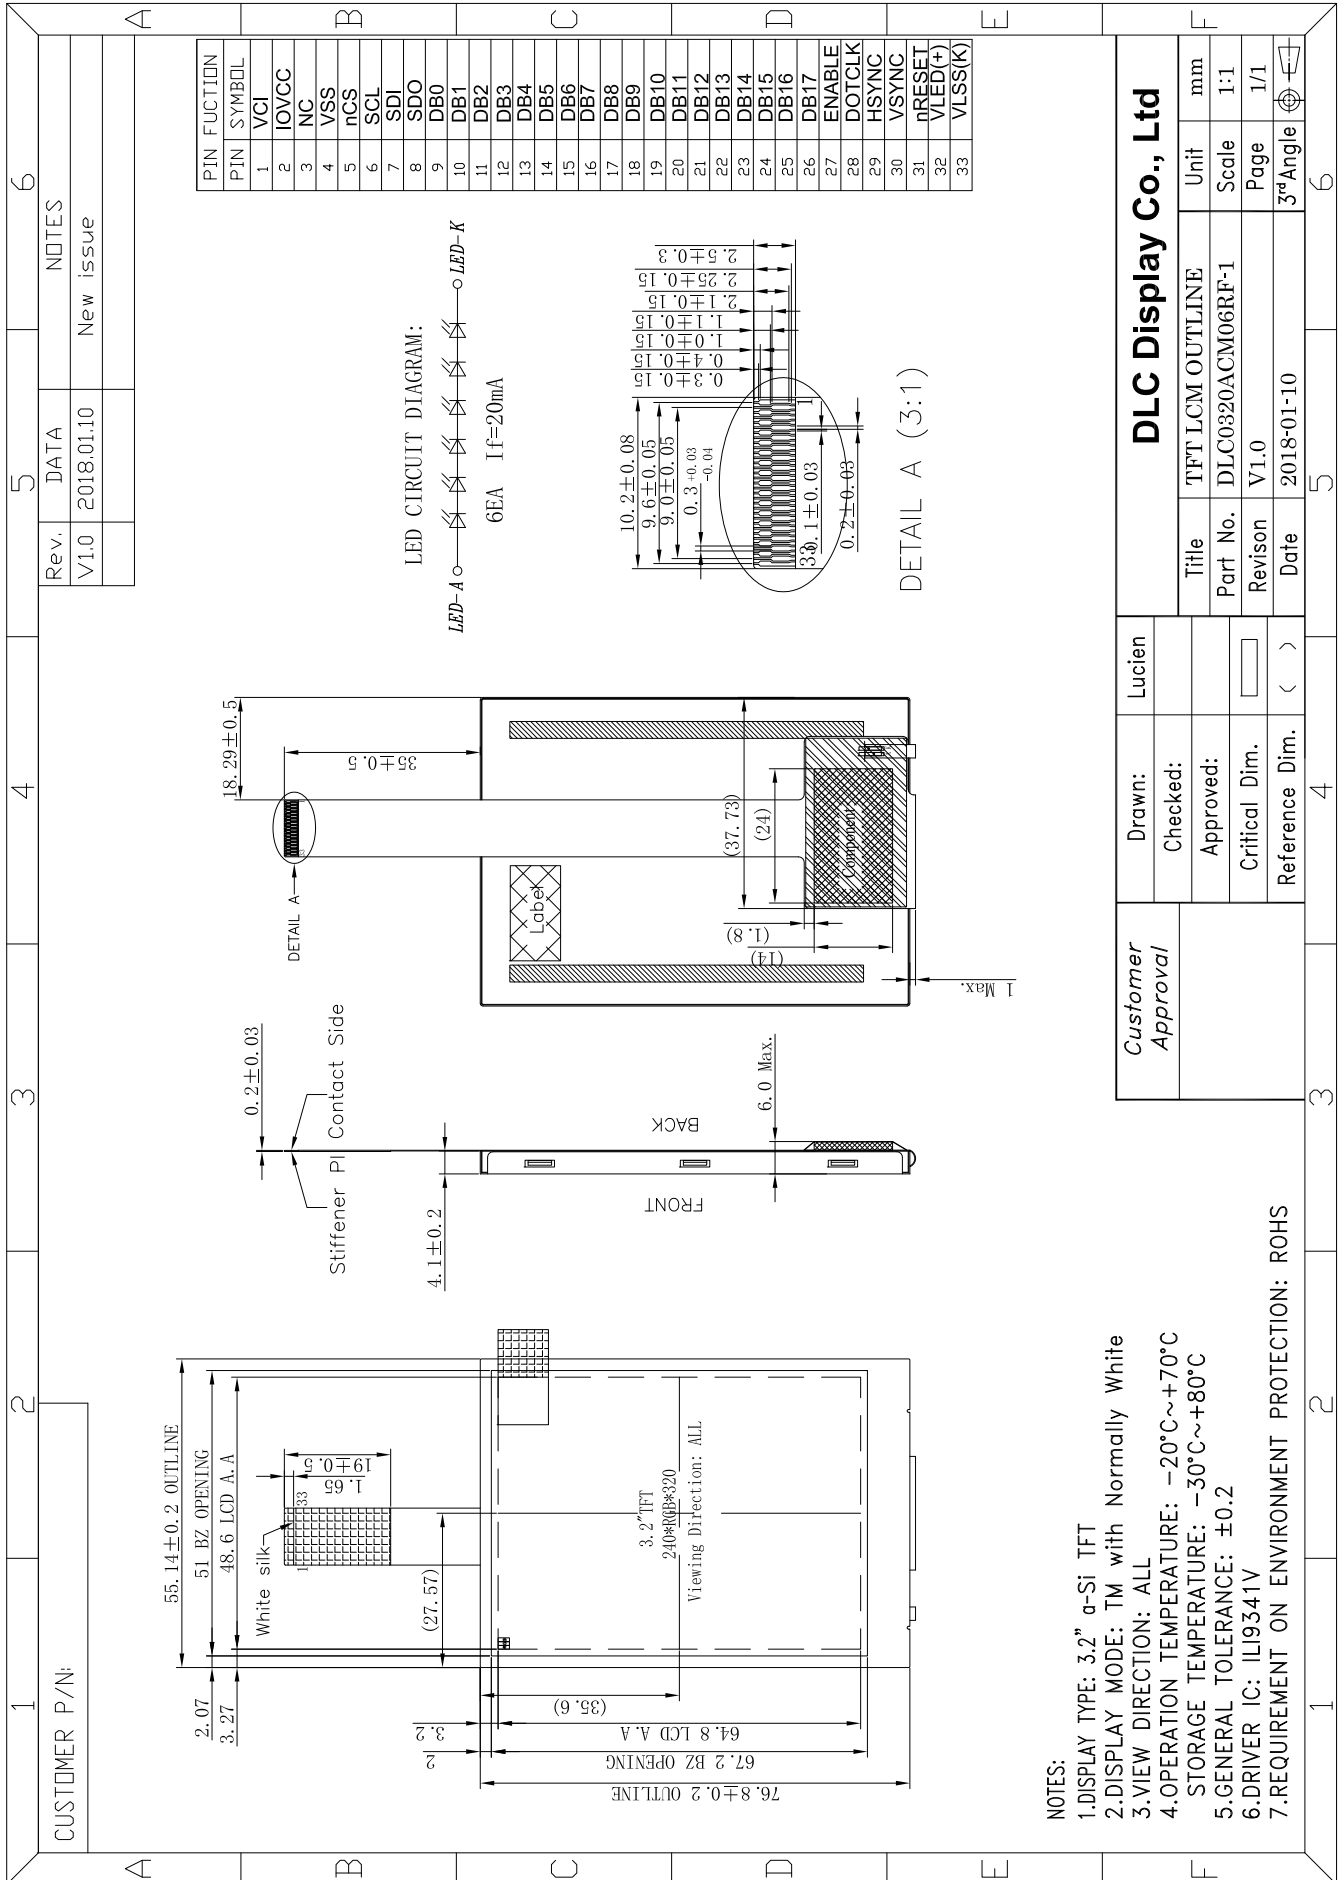 1 2 3 4 5 6
A
B
C
D
E
F
CUSTOMER P/N:
Rev. DATA NOTES
V1.0 2018.01.10 New issue
55.14±0.2 OUTLINE
51 BZ OPENING
48.6 LCD A.A
2.07
3.27
White silk
1 33
1.65
19±0.5
(27.57)
2
3.2
(35.6)
64.8 LCD A.A
67.2 BZ OPENING
76.8±0.2 OUTLINE
3.2"TFT
240*RGB*320
Viewing Direction: ALL
0.2±0.03
Stiffener PI Contact Side
4.1±0.2
FRONT
BACK
6.0 Max.
18.29±0.5
35±0.5
DETAIL A
Label
(37.73)
(24)
Component
(1.8)
(14)
1 Max.
LED CIRCUIT DIAGRAM:
LED-A LED-K
6EA If=20mA
10.2±0.08
9.6±0.05
9.0±0.05
0.3 +0.03
-0.04
0.3±0.15
0.4±0.15
1.0±0.15
1.1±0.15
2.1±0.15
2.25±0.15
2.5±0.3
33 1
0.1±0.03
0.2±0.03
DETAIL A (3:1)
PIN FUCTION
PIN SYMBOL
1 VCI
2 IOVCC
3 NC
4 VSS
5 nCS
6 SCL
7 SDI
8 SDO
9 DB0
10 DB1
11 DB2
12 DB3
13 DB4
14 DB5
15 DB6
16 DB7
17 DB8
18 DB9
19 DB10
20 DB11
21 DB12
22 DB13
23 DB14
24 DB15
25 DB16
26 DB17
27 ENABLE
28 DOTCLK
29 HSYNC
30 VSYNC
31 nRESET
32 VLED(+)
33 VLSS(K)
NOTES:
1.DISPLAY TYPE: 3.2" a-Si TFT
2.DISPLAY MODE: TM with Normally White
3.VIEW DIRECTION: ALL
4.OPERATION TEMPERATURE: -20°C~+70°C
STORAGE TEMPERATURE: -30°C~+80°C
5.GENERAL TOLERANCE: ±0.2
6.DRIVER IC: ILI9341V
7.REQUIREMENT ON ENVIRONMENT PROTECTION: ROHS
Customer
Approval
Drawn: Lucien
Checked:
Approved:
Critical Dim.
Reference Dim. ( )
DLC Display Co., Ltd
Title TFT LCM OUTLINE Unit mm
Part No. DLC0320ACM06RF-1 Scale 1:1
Revison V1.0 Page 1/1
Date 2018-01-10 3rd Angle
A
B
C
D
E
F
1 2 3 4 5 6